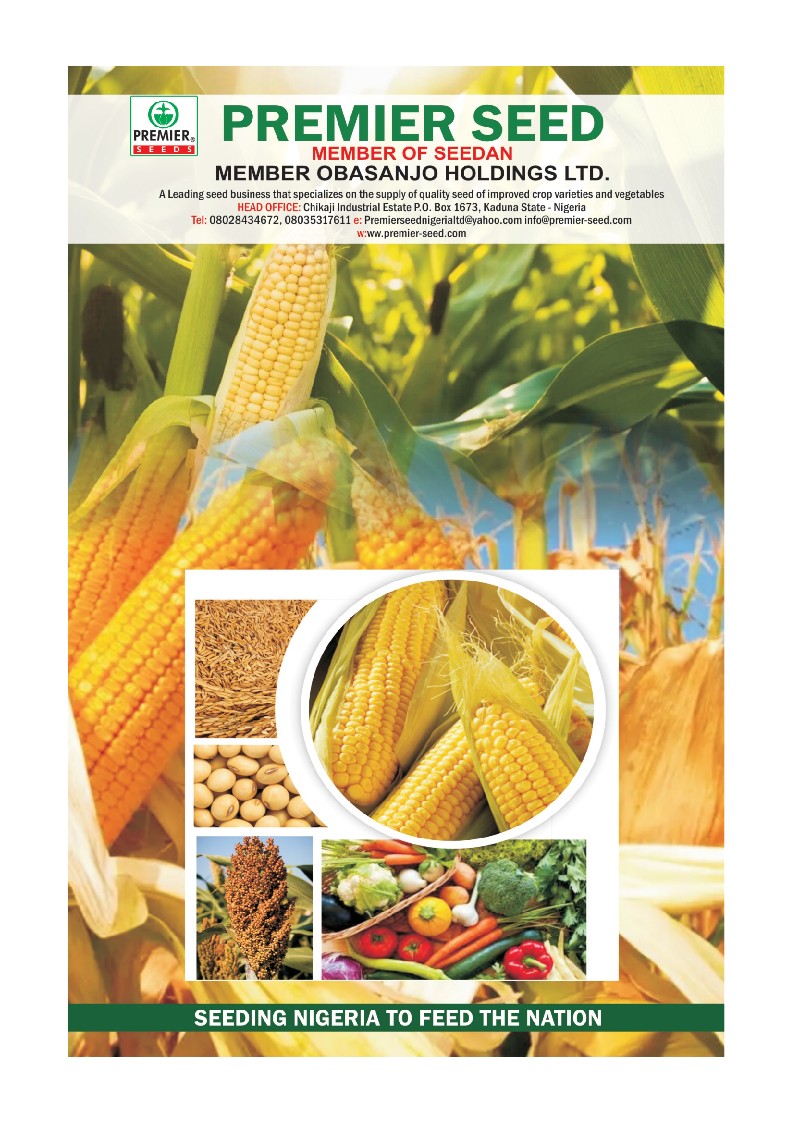 PREMIER®
SEEDS
PREMIER SEED
MEMBER OF SEEDAN
MEMBER OBASANJO HOLDINGS LTD.
A Leading seed business that specializes on the supply of quality seed of improved crop varieties and vegetables
HEAD OFFICE: Chikaji Industrial Estate P.O. Box 1673, Kaduna State - Nigeria
Tel: 08028434672, 08035317611 e: Premierseednigerialtd@yahoo.com info@premier-seed.com
w:ww.premier-seed.com
SEEDING NIGERIA TO FEED THE NATION